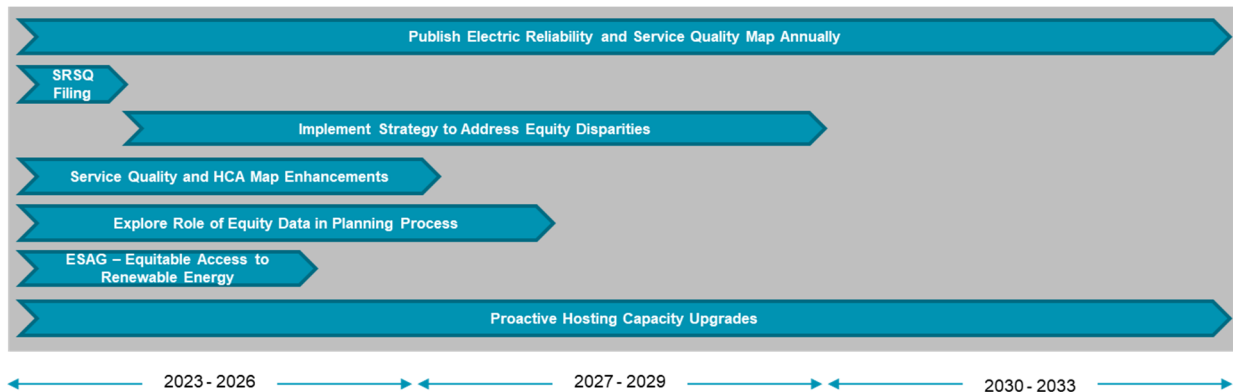 Publish Electric Reliability and Service Quality Map Annually
SRSQ
Filing
Implement Strategy to Address Equity Disparities
Service Quality and HCA Map Enhancements
Explore Role of Equity Data in Planning Process
ESAG – Equitable Access to
Renewable Energy
Proactive Hosting Capacity Upgrades
2023 - 2026
2027 - 2029
2030 - 2033